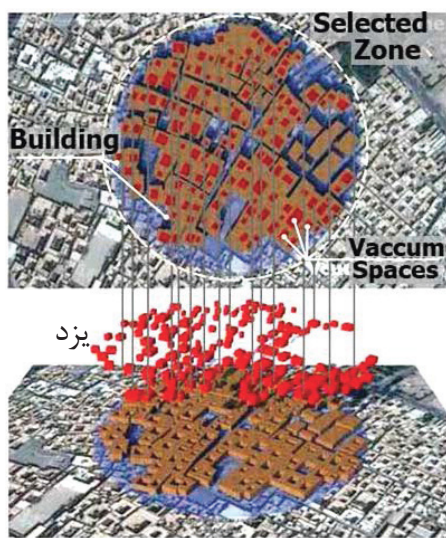 Selected
Zone
Building
Vaccum
Spaces
یزد